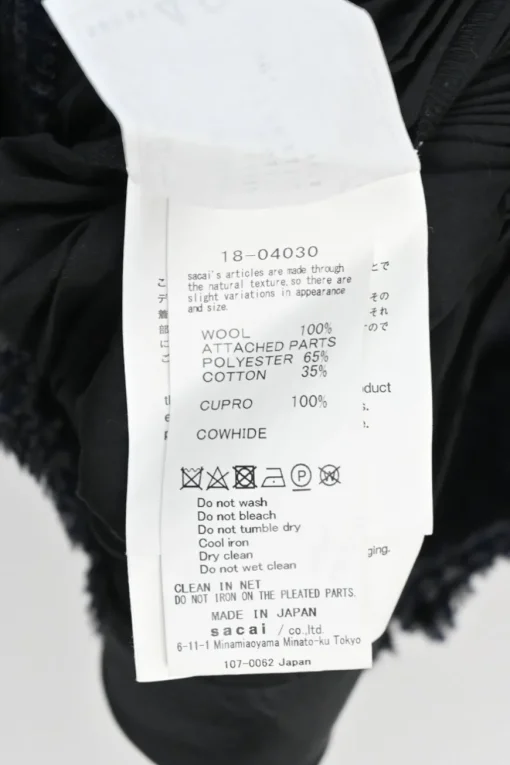 18-04030
sacai's articles are made through
the natural texture, so there are
slight variations in appearance
and size.
WOOL 100%
ATTACHED PARTS
POLYESTER 65%
COTTON 35%
CUPRO 100%
COWHIDE
Do not wash
Do not bleach
Do not tumble dry
Cool iron
Dry clean
Do not wet clean
CLEAN IN NET
DO NOT IRON ON THE PLEATED PARTS.
MADE IN JAPAN
sacai / co.,ltd.
6-11-1 Minamiaoyama Minato-ku Tokyo
107-0062 Japan